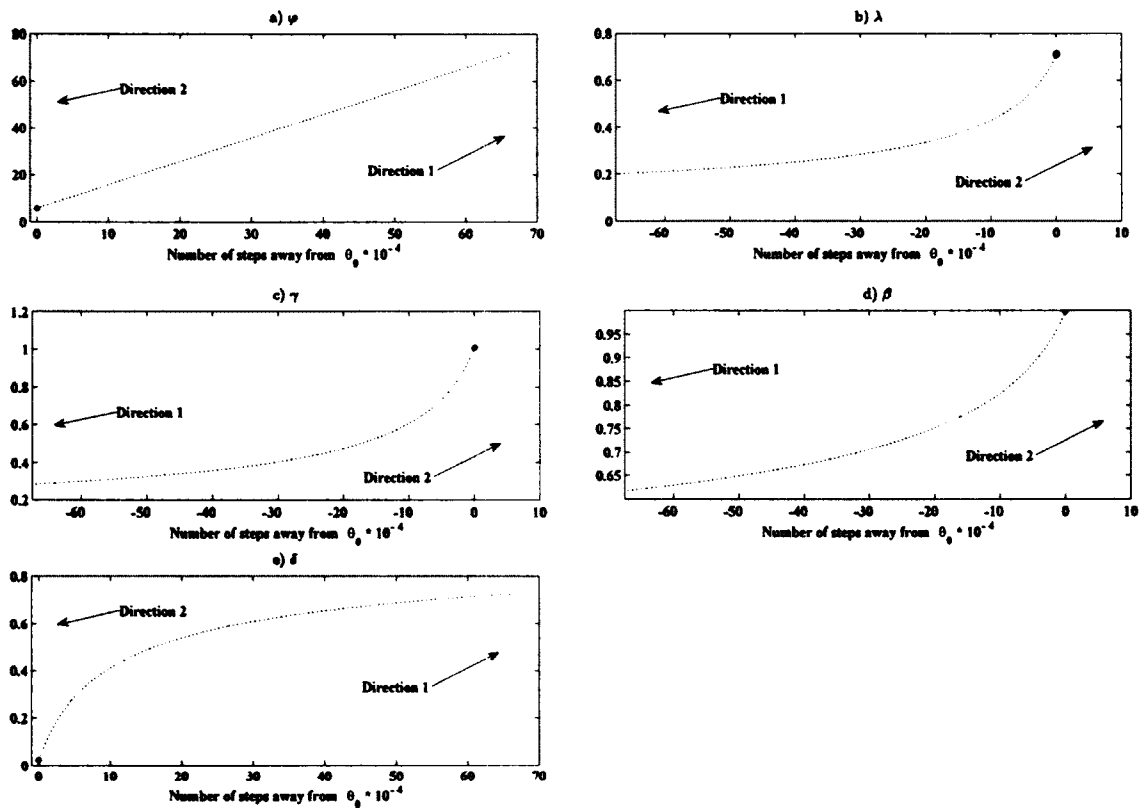 a) φ
80
60
40
20
0
Direction 2
Direction 1
0 10 20 30 40 50 60 70
Number of steps away from θ₀ * 10⁻⁴
b) λ
0.8
0.6
0.4
0.2
0
Direction 1
Direction 2
-60 -50 -40 -30 -20 -10 0 10
Number of steps away from θ₀ * 10⁻⁴
c) γ
1.2
1
0.8
0.6
0.4
0.2
Direction 1
Direction 2
-60 -50 -40 -30 -20 -10 0 10
Number of steps away from θ₀ * 10⁻⁴
d) β
0.95
0.9
0.85
0.8
0.75
0.7
0.65
Direction 1
Direction 2
-60 -50 -40 -30 -20 -10 0 10
Number of steps away from θ₀ * 10⁻⁴
e) δ
0.8
0.6
0.4
0.2
0
Direction 2
Direction 1
0 10 20 30 40 50 60 70
Number of steps away from θ₀ * 10⁻⁴